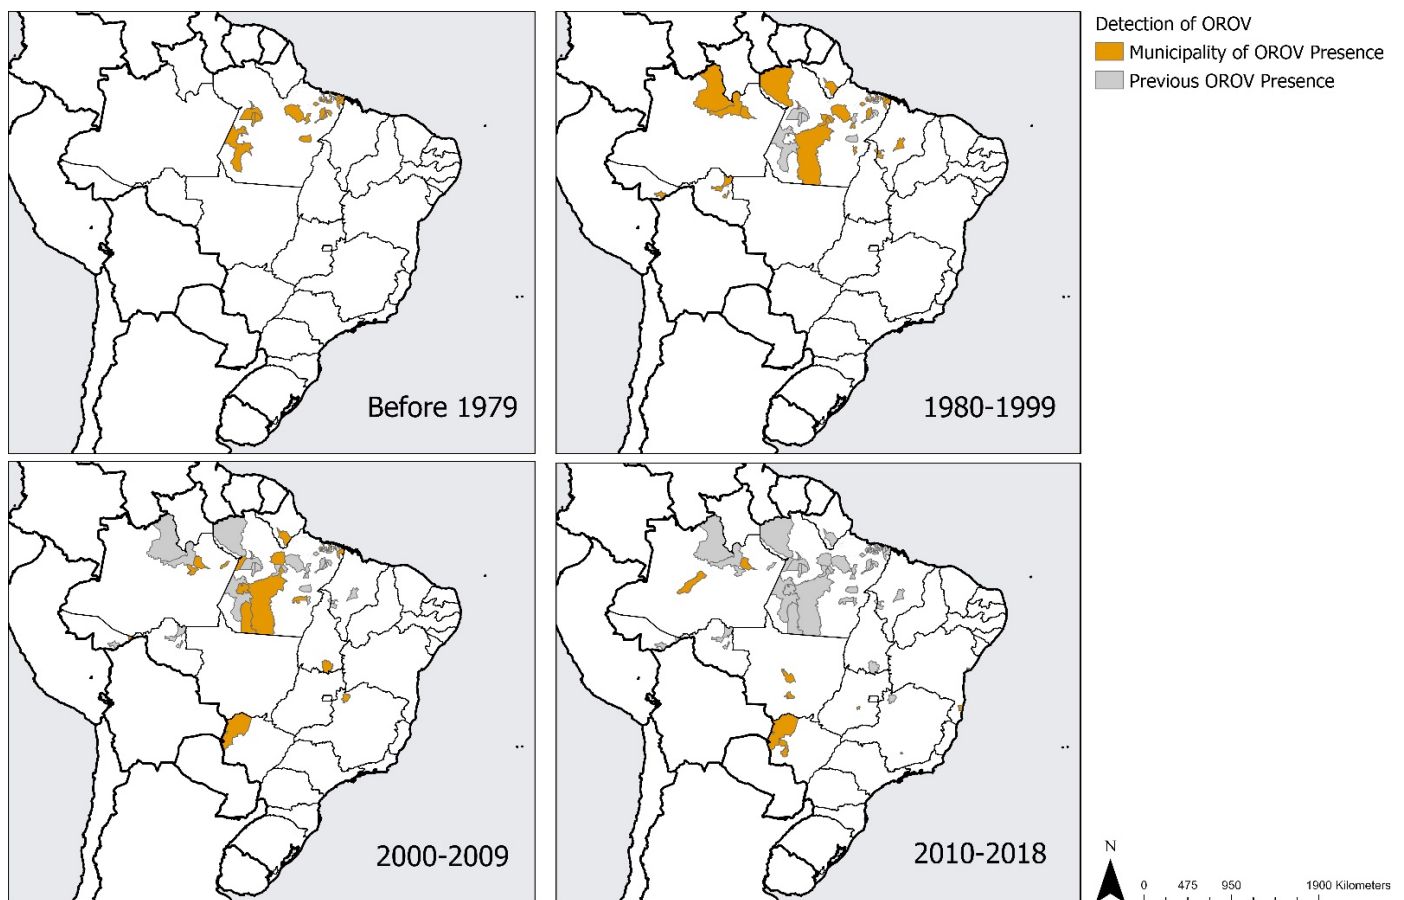 Detection of OROV
Municipality of OROV Presence
Previous OROV Presence
Before 1979
1980-1999
2000-2009
2010-2018
N
0 475 950 1900 Kilometers